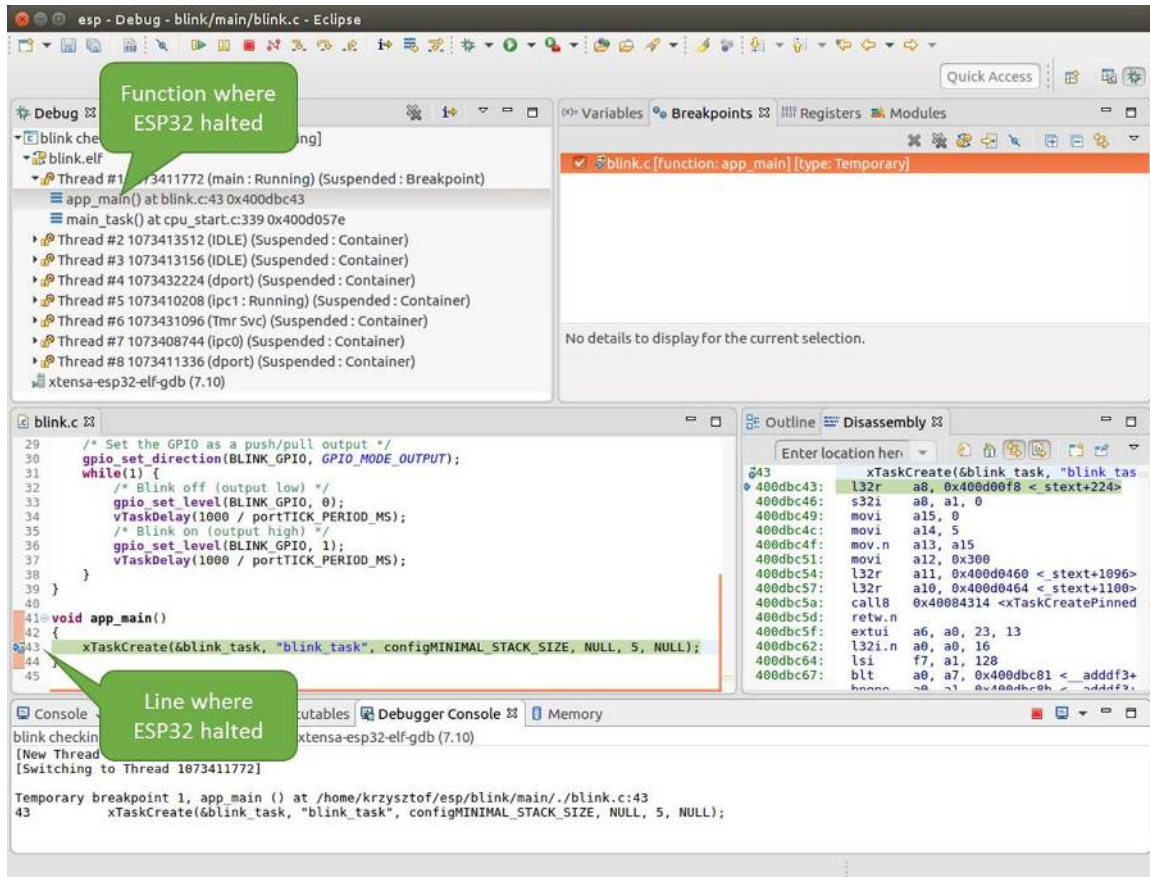 esp - Debug - blink/main/blink.c - Eclipse
Quick Access
Function where
ESP32 halted
Debug
blink che
ing]
blink.elf
Thread #1 1073411772 (main : Running) (Suspended : Breakpoint)
app_main() at blink.c:43 0x400dbc43
main_task() at cpu_start.c:339 0x400d057e
Thread #2 1073413512 (IDLE) (Suspended : Container)
Thread #3 1073413156 (IDLE) (Suspended : Container)
Thread #4 1073432224 (dport) (Suspended : Container)
Thread #5 1073410208 (ipc1 : Running) (Suspended : Container)
Thread #6 1073431096 (Tmr Svc) (Suspended : Container)
Thread #7 1073408744 (ipc0) (Suspended : Container)
Thread #8 1073411336 (dport) (Suspended : Container)
xtensa-esp32-elf-gdb (7.10)
(x)= Variables Breakpoints Registers Modules
blink.c [function: app_main] [type: Temporary]
No details to display for the current selection.
blink.c
29 /* Set the GPIO as a push/pull output */
30 gpio_set_direction(BLINK_GPIO, GPIO_MODE_OUTPUT);
31 while(1) {
32 /* Blink off (output low) */
33 gpio_set_level(BLINK_GPIO, 0);
34 vTaskDelay(1000 / portTICK_PERIOD_MS);
35 /* Blink on (output high) */
36 gpio_set_level(BLINK_GPIO, 1);
37 vTaskDelay(1000 / portTICK_PERIOD_MS);
38 }
39 }
40
41 void app_main()
42 {
43 xTaskCreate(&blink_task, "blink_task", configMINIMAL_STACK_SIZE, NULL, 5, NULL);
44
45
Line where
ESP32 halted
Outline Disassembly
Enter location her
43 xTaskCreate(&blink_task, "blink_tas
400dbc43: l32r a8, 0x400d00f8 <_stext+224>
400dbc46: s32i a8, a1, 0
400dbc49: movi a15, 0
400dbc4c: movi a14, 5
400dbc4f: mov.n a13, a15
400dbc51: movi a12, 0x300
400dbc54: l32r a11, 0x400d0460 <_stext+1096>
400dbc57: l32r a10, 0x400d0464 <_stext+1100>
400dbc5a: call8 0x40084314 <xTaskCreatePinned
400dbc5d: retw.n
400dbc5f: extui a6, a0, 23, 13
400dbc62: l32i.n a0, a0, 16
400dbc64: lsi f7, a1, 128
400dbc67: blt a0, a7, 0x400dbc81 <__adddf3+
Console cutables Debugger Console Memory
blink checkin xtensa-esp32-elf-gdb (7.10)
[New Thread
[Switching to Thread 1073411772]
Temporary breakpoint 1, app_main () at /home/krzysztof/esp/blink/main/./blink.c:43
43 xTaskCreate(&blink_task, "blink_task", configMINIMAL_STACK_SIZE, NULL, 5, NULL);